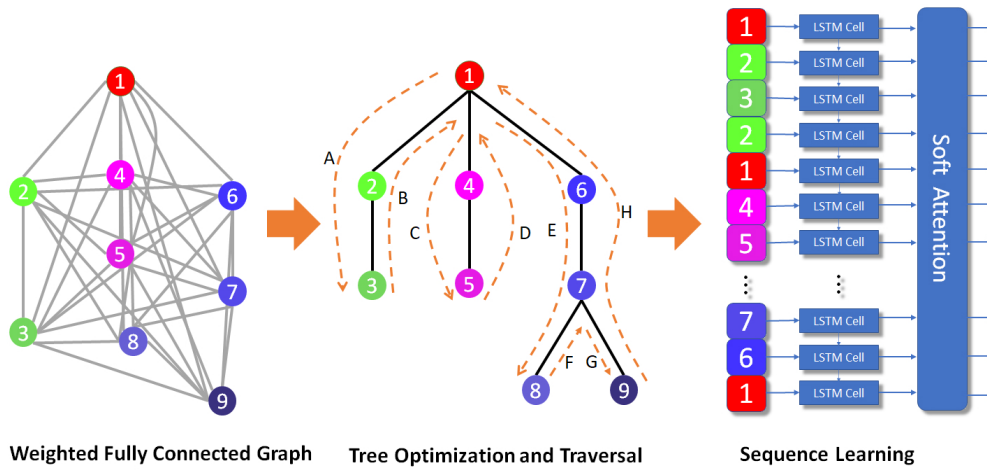 1
2
4
6
5
7
3
8
9
Weighted Fully Connected Graph
1
A
2
4
6
B
C
D
E
H
3
5
7
F
G
8
9
Tree Optimization and Traversal
1 LSTM Cell
2 LSTM Cell
3 LSTM Cell
2 LSTM Cell
1 LSTM Cell
4 LSTM Cell
5 LSTM Cell
7 LSTM Cell
6 LSTM Cell
1 LSTM Cell
Soft Attention
Sequence Learning